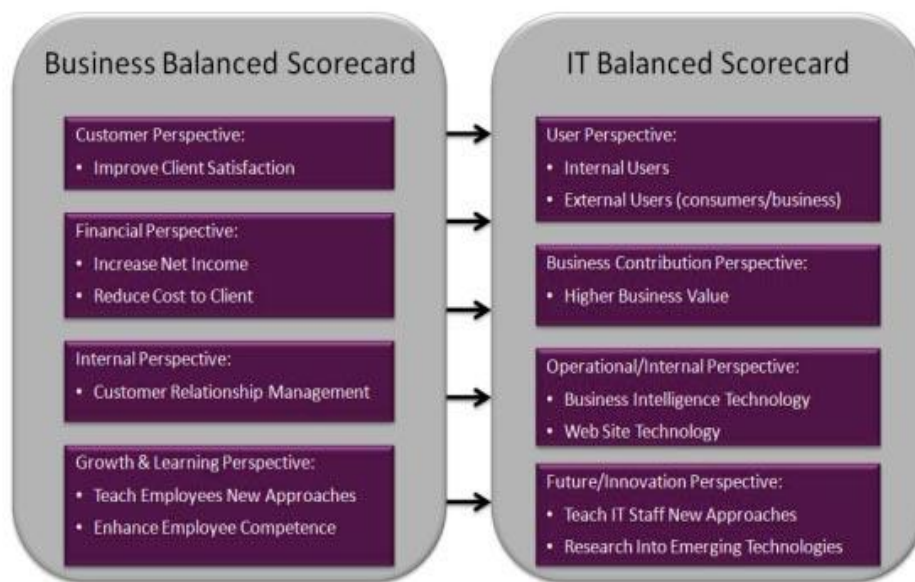 Business Balanced Scorecard
Customer Perspective:
• Improve Client Satisfaction
Financial Perspective:
• Increase Net Income
• Reduce Cost to Client
Internal Perspective:
• Customer Relationship Management
Growth & Learning Perspective:
• Teach Employees New Approaches
• Enhance Employee Competence
IT Balanced Scorecard
User Perspective:
• Internal Users
• External Users (consumers/business)
Business Contribution Perspective:
• Higher Business Value
Operational/Internal Perspective:
• Business Intelligence Technology
• Web Site Technology
Future/Innovation Perspective:
• Teach IT Staff New Approaches
• Research Into Emerging Technologies